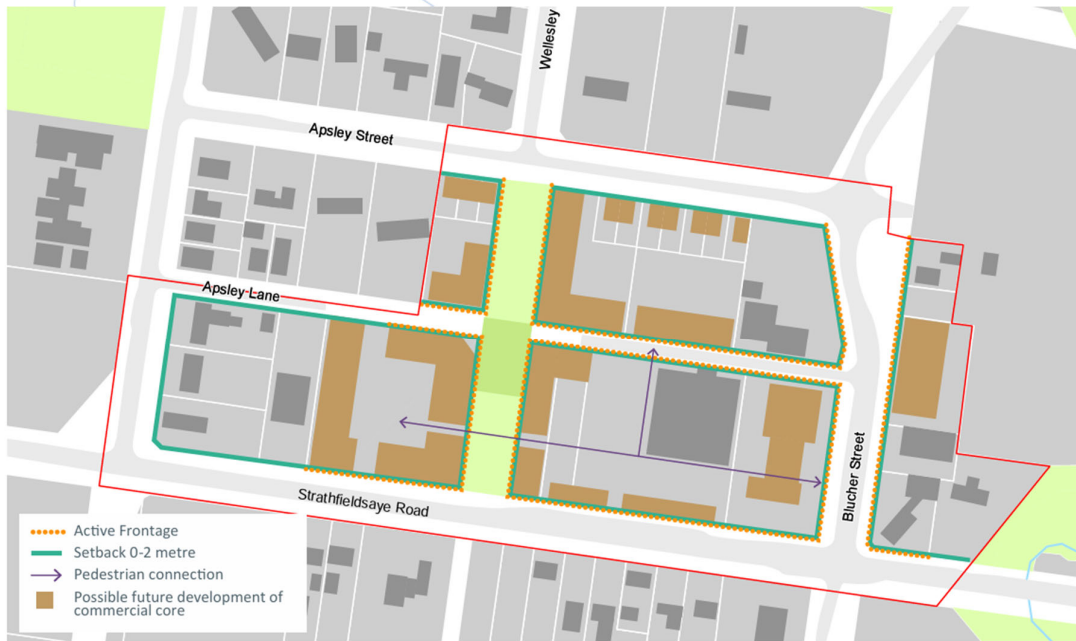 Wellesley
Apsley Street
Apsley Lane
Strathfieldsaye Road
Blucher Street
Active Frontage
Setback 0-2 metre
Pedestrian connection
Possible future development of
commercial core